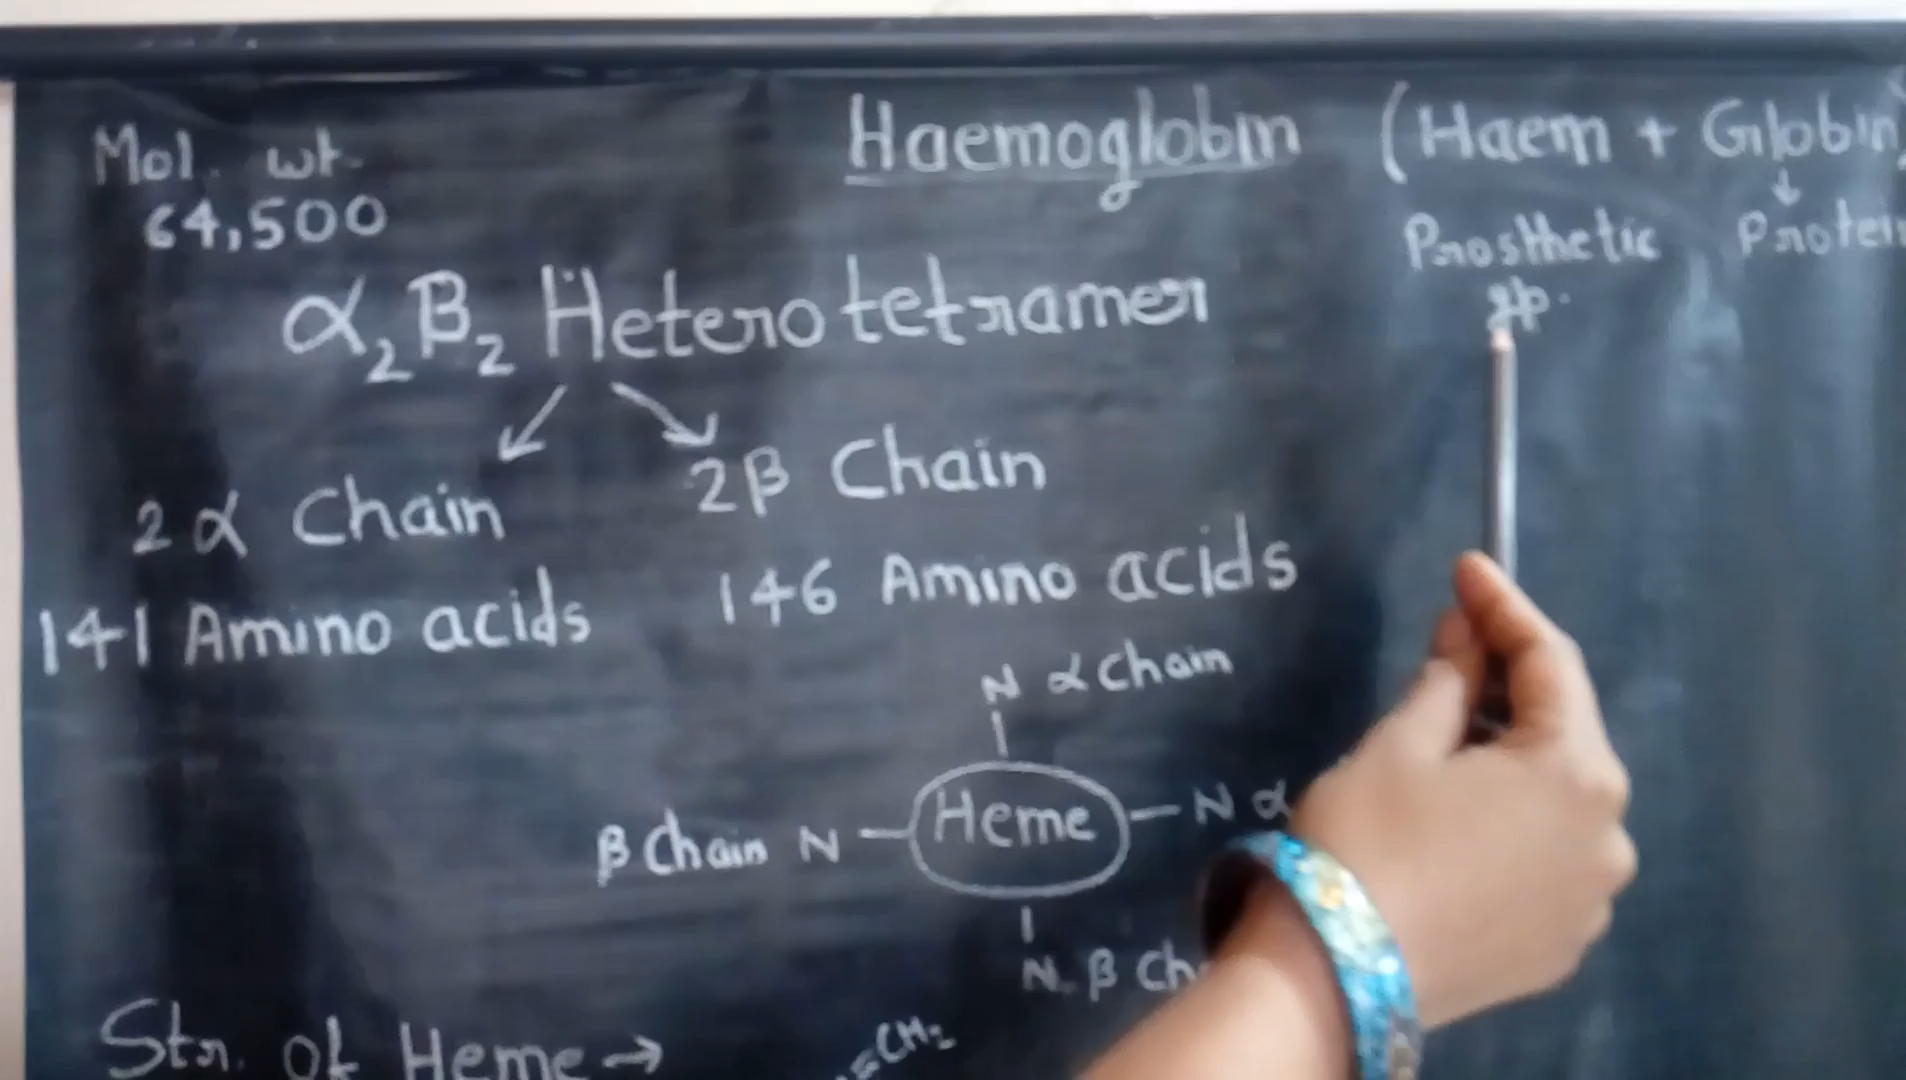 Mol. wt.
64,500
Haemoglobin (Haem + Globin)
Prosthetic gp.
Protein
α₂β₂ Heterotetramer
2α Chain
2β Chain
141 Amino acids
146 Amino acids
N α Chain
β Chain N — Heme — N α
N β Ch
Str. of Heme →
=CH₂